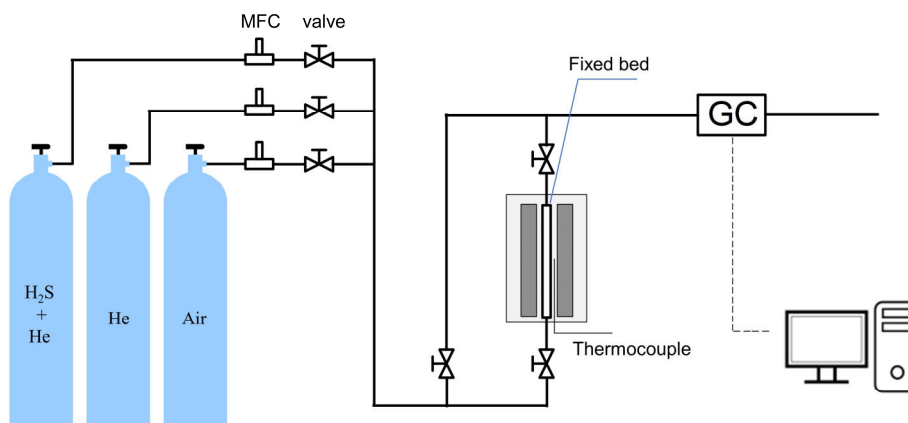 MFC valve
Fixed bed
GC
H₂S
+
He
He
Air
Thermocouple